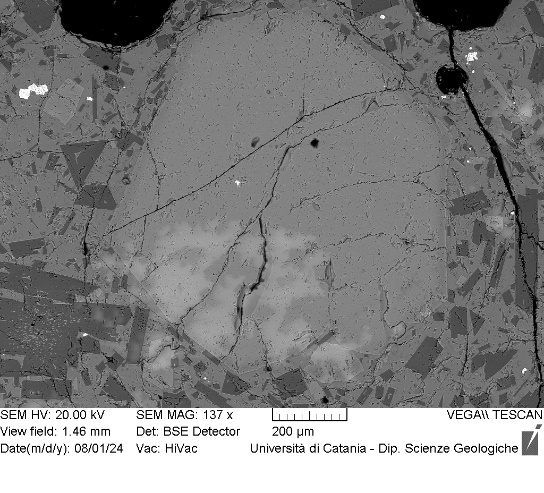 SEM HV: 20.00 kV SEM MAG: 137 x VEGA\\ TESCAN
View field: 1.46 mm Det: BSE Detector 200 µm
Date(m/d/y): 08/01/24 Vac: HiVac Università di Catania - Dip. Scienze Geologiche